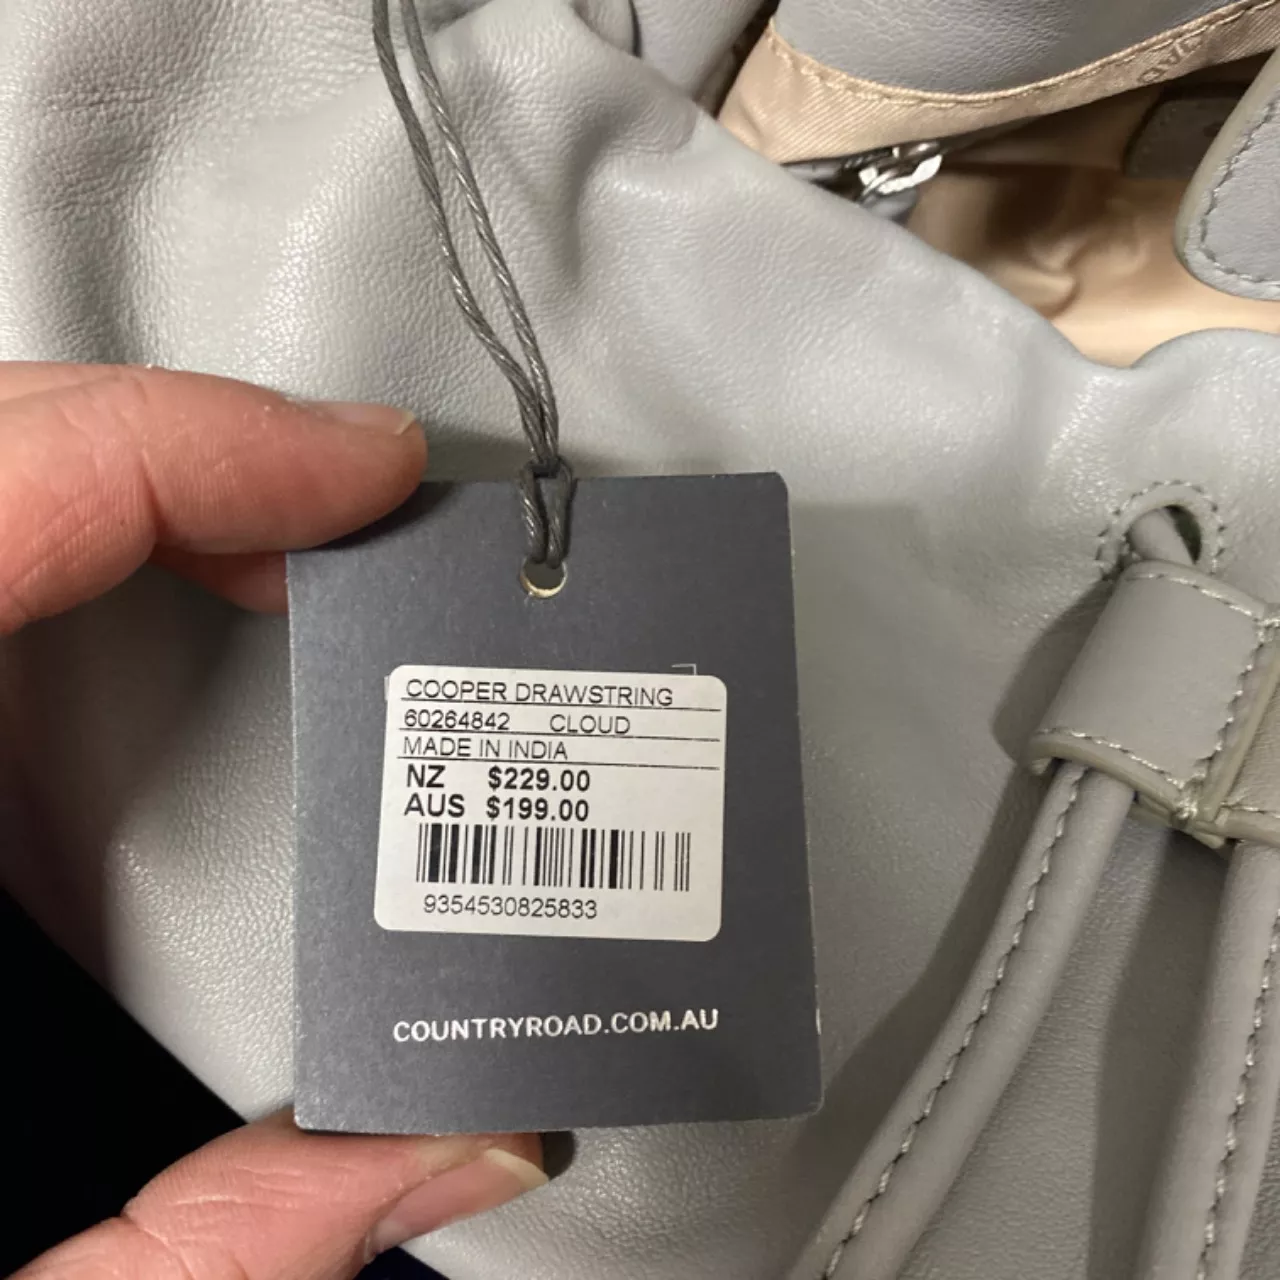 COOPER DRAWSTRING
60264842 CLOUD
MADE IN INDIA
NZ $229.00
AUS $199.00
9354530825833
COUNTRYROAD.COM.AU